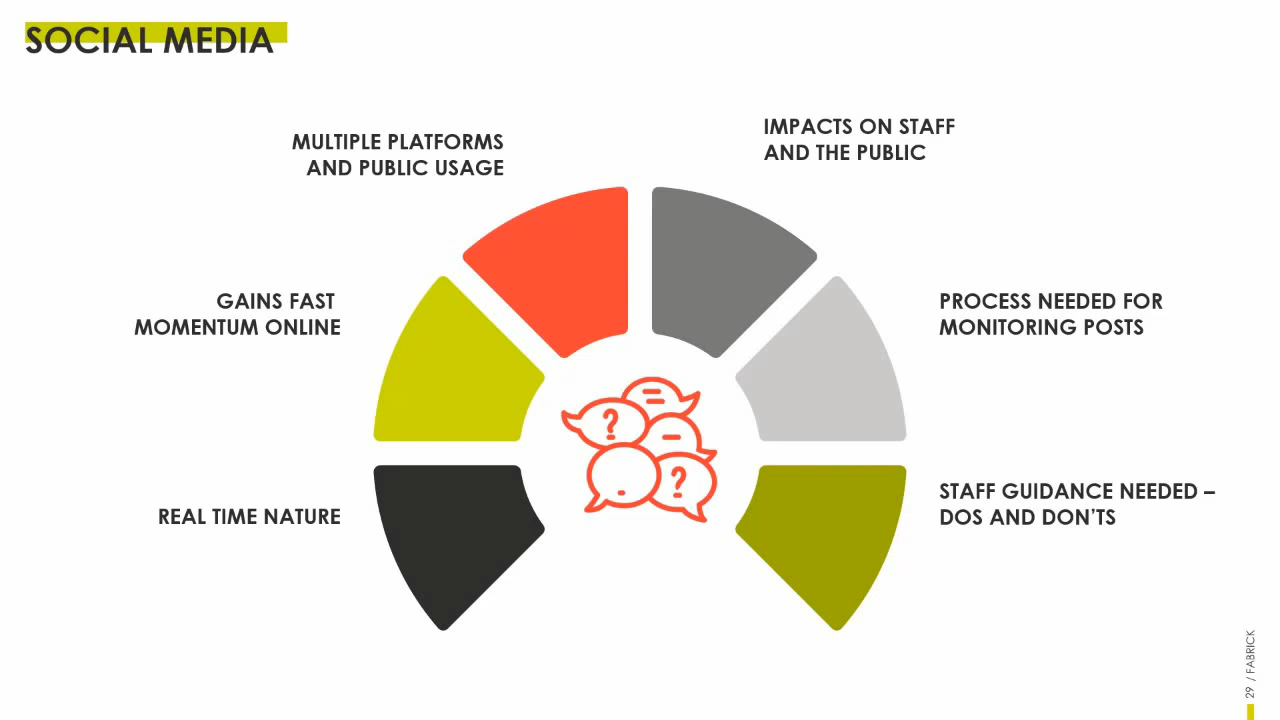 SOCIAL MEDIA
MULTIPLE PLATFORMS
AND PUBLIC USAGE
IMPACTS ON STAFF
AND THE PUBLIC
GAINS FAST
MOMENTUM ONLINE
PROCESS NEEDED FOR
MONITORING POSTS
REAL TIME NATURE
STAFF GUIDANCE NEEDED –
DOS AND DON’TS
? 
?
29 / FABRICK